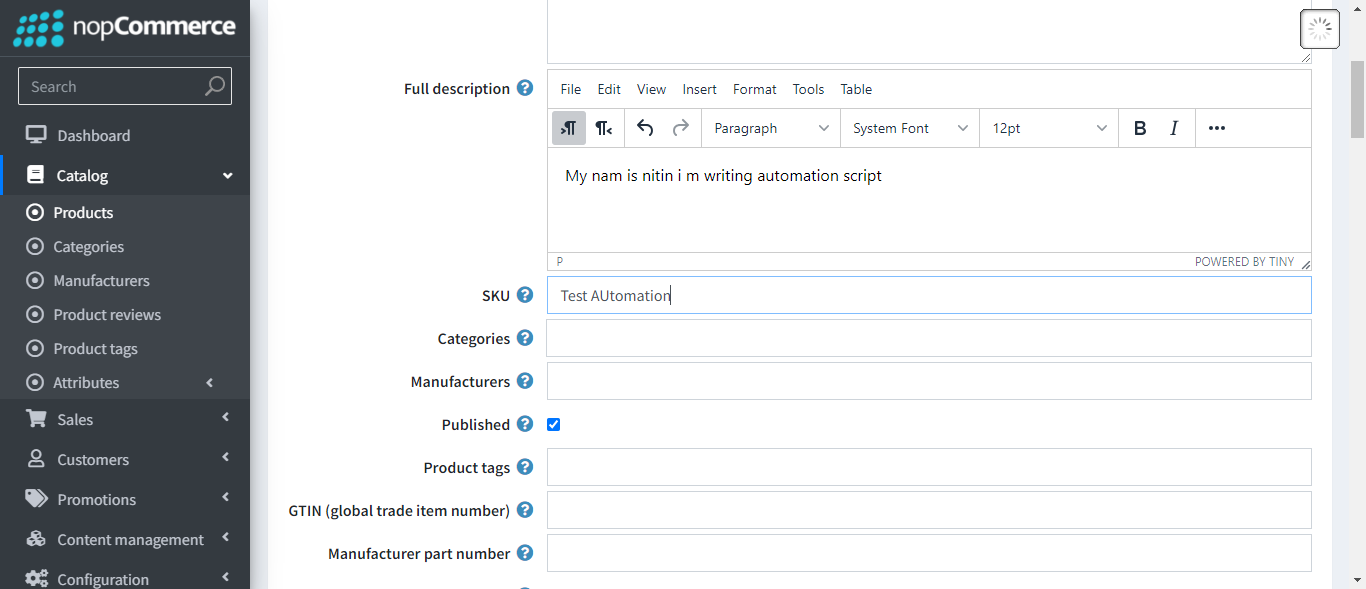 nopCommerce
Search
Dashboard
Catalog
Products
Categories
Manufacturers
Product reviews
Product tags
Attributes
Sales
Customers
Promotions
Content management
Configuration
Full description
File Edit View Insert Format Tools Table
Paragraph System Font 12pt B I
My nam is nitin i m writing automation script
P POWERED BY TINY
SKU Test AUtomation
Categories
Manufacturers
Published
Product tags
GTIN (global trade item number)
Manufacturer part number